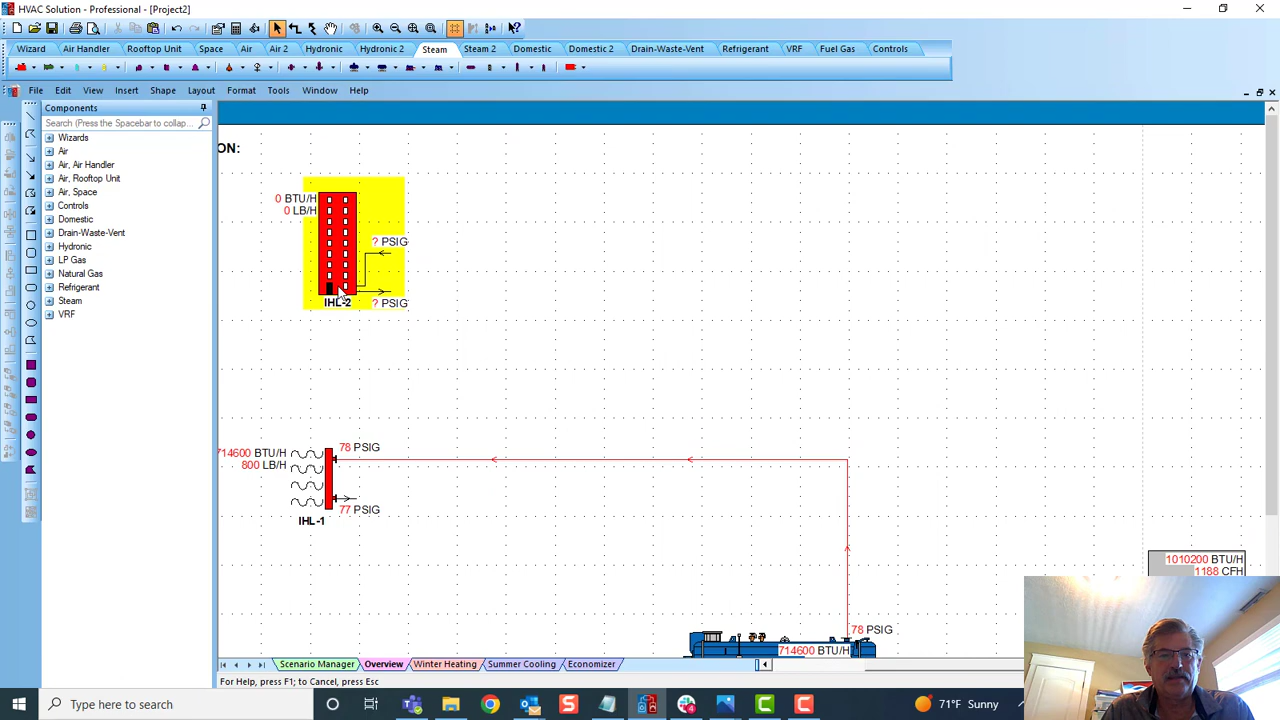 HVAC Solution - Professional - [Project2]
Wizard Air Handler Rooftop Unit Space Air Air 2 Hydronic Hydronic 2 Steam Steam 2 Domestic Domestic 2 Drain-Waste-Vent Refrigerant VRF Fuel Gas Controls
File Edit View Insert Shape Layout Format Tools Window Help
Components
Search (Press the Spacebar to collap...
Wizards
Air
Air, Air Handler
Air, Rooftop Unit
Air, Space
Controls
Domestic
Drain-Waste-Vent
Hydronic
LP Gas
Natural Gas
Refrigerant
Steam
VRF
ON:
0 BTU/H
0 LB/H
? PSIG
? PSIG
IHL-2
714600 BTU/H
800 LB/H
78 PSIG
77 PSIG
IHL-1
1010200 BTU/H
1188 CFH
78 PSIG
714600 BTU/H
Scenario Manager Overview Winter Heating Summer Cooling Economizer
For Help, press F1; to Cancel, press Esc
Type here to search
71°F Sunny